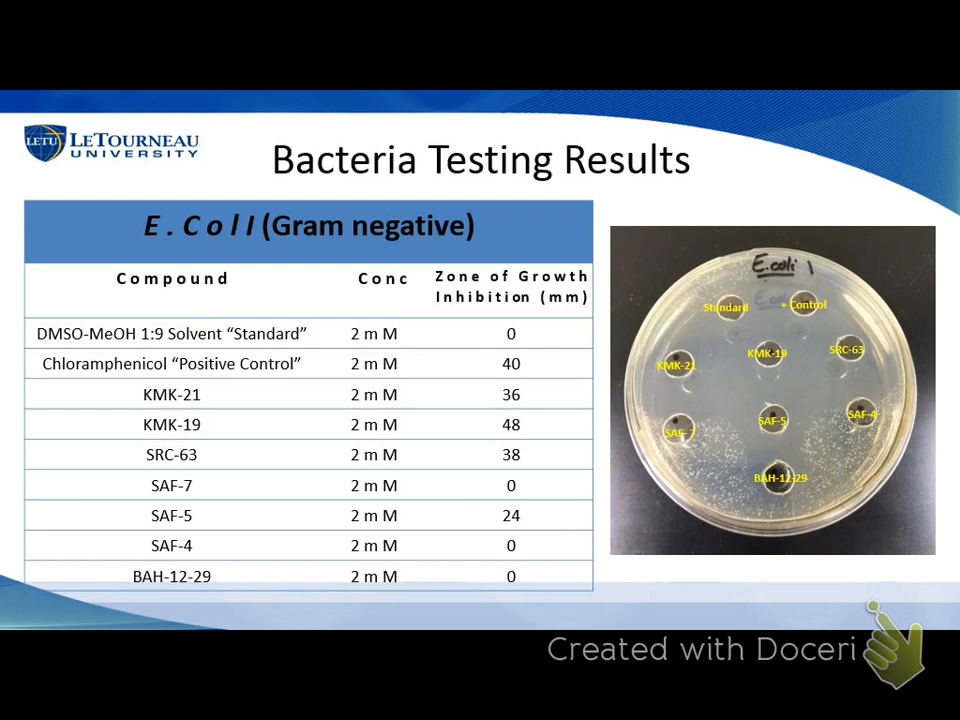 LETU
LETOURNEAU
UNIVERSITY
Bacteria Testing Results
E . C o l I (Gram negative)
Compound Conc Zone of Growth
Inhibition (mm)
DMSO-MeOH 1:9 Solvent “Standard” 2 m M 0
Chloramphenicol “Positive Control” 2 m M 40
KMK-21 2 m M 36
KMK-19 2 m M 48
SRC-63 2 m M 38
SAF-7 2 m M 0
SAF-5 2 m M 24
SAF-4 2 m M 0
BAH-12-29 2 m M 0
E.coli 1
Standard
+ Control
KMK-21
KMK-19
SRC-63
SAF- 7
SAF-5
SAF-4
BAH-12-29
Created with Doceri